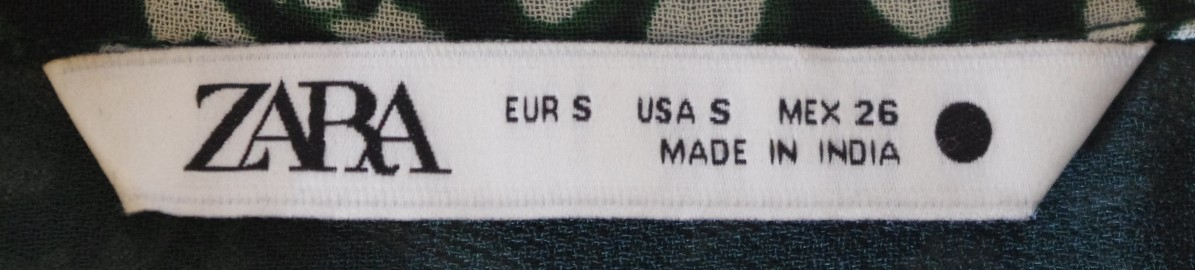 ZARA
EUR S USA S MEX 26
MADE IN INDIA